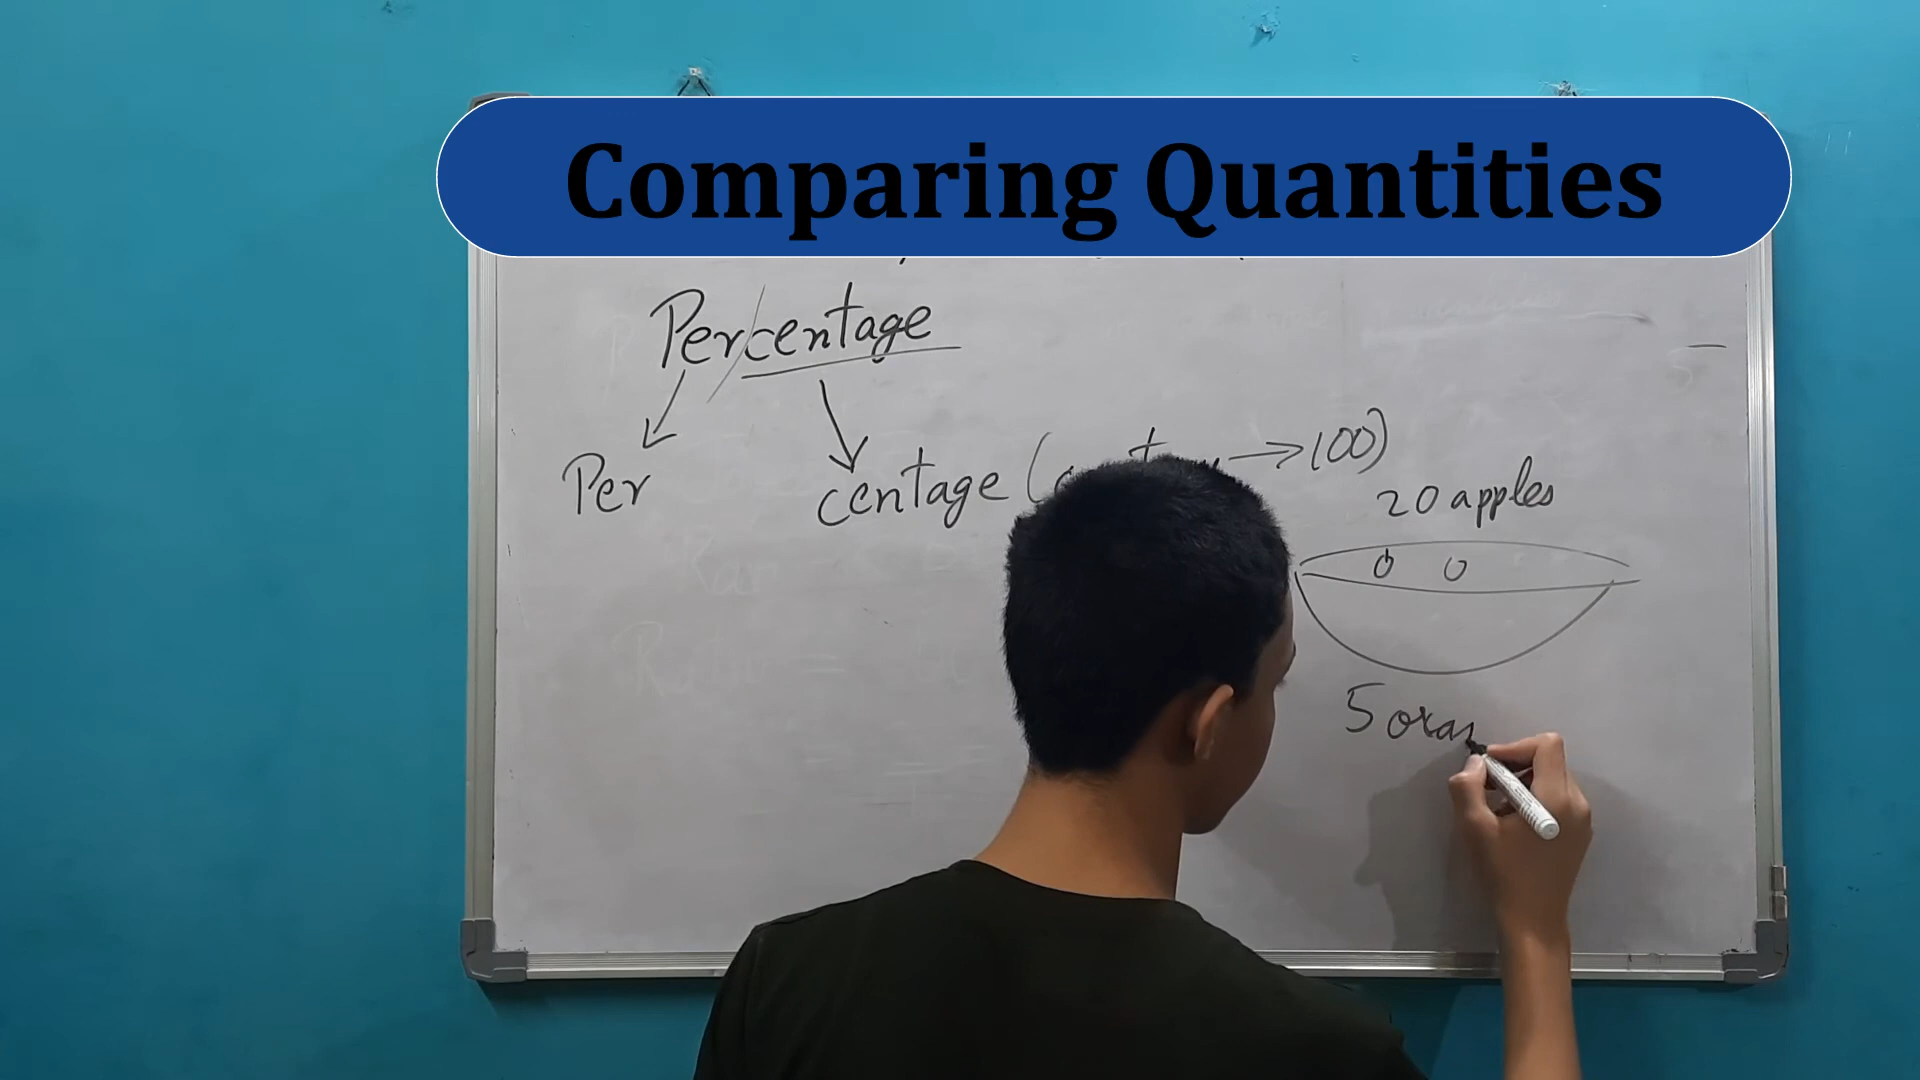 Comparing Quantities
Percentage
Per
centage (
→100)
20 apples
5 oran